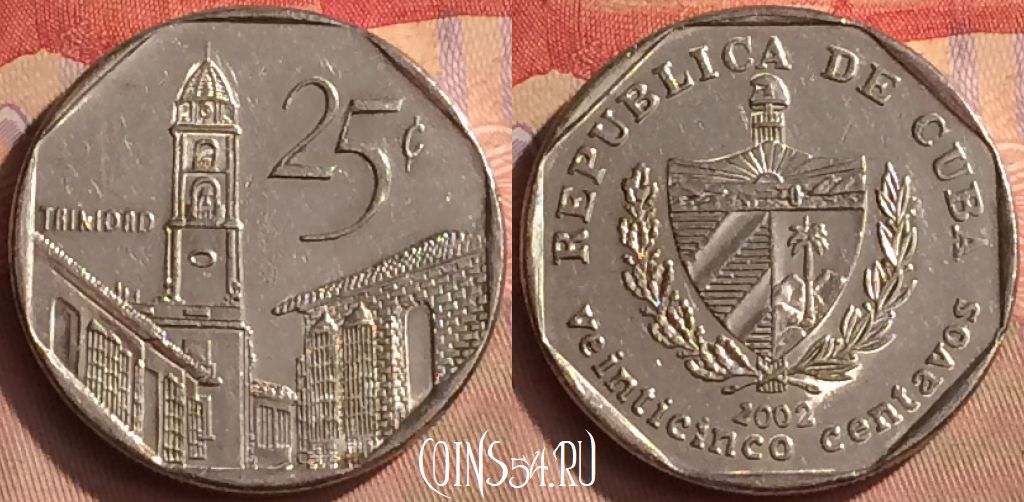 25¢
TRINIDAD
REPUBLICA DE CUBA
2002
veinticinco centavos
COINS54.RU